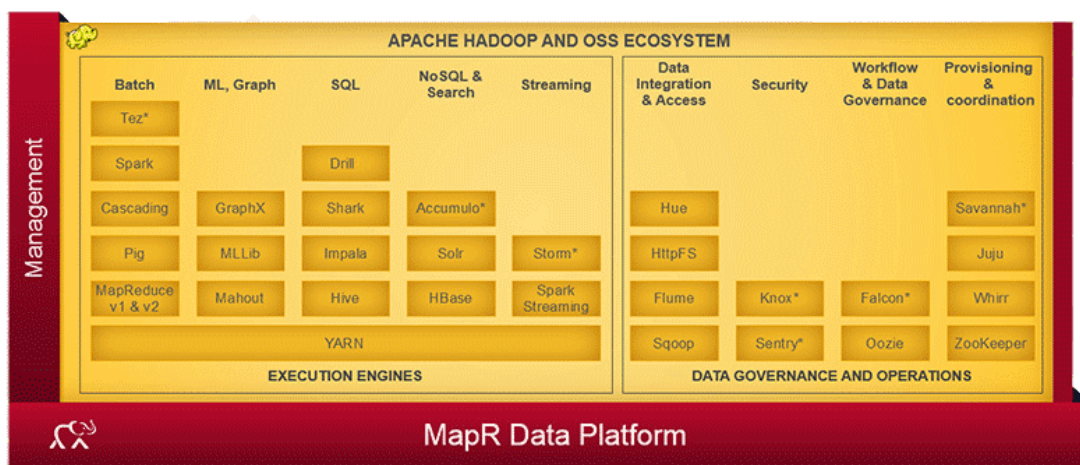 APACHE HADOOP AND OSS ECOSYSTEM
Batch
ML, Graph
SQL
NoSQL &
Search
Streaming
Tez*
Spark
Drill
Cascading
GraphX
Shark
Accumulo*
Pig
MLLib
Impala
Solr
Storm*
MapReduce
v1 & v2
Mahout
Hive
HBase
Spark
Streaming
YARN
EXECUTION ENGINES
Data
Integration
& Access
Security
Workflow
& Data
Governance
Provisioning
&
coordination
Hue
Savannah*
HttpFS
Juju
Flume
Knox*
Falcon*
Whirr
Sqoop
Sentry*
Oozie
ZooKeeper
DATA GOVERNANCE AND OPERATIONS
Management
MapR Data Platform